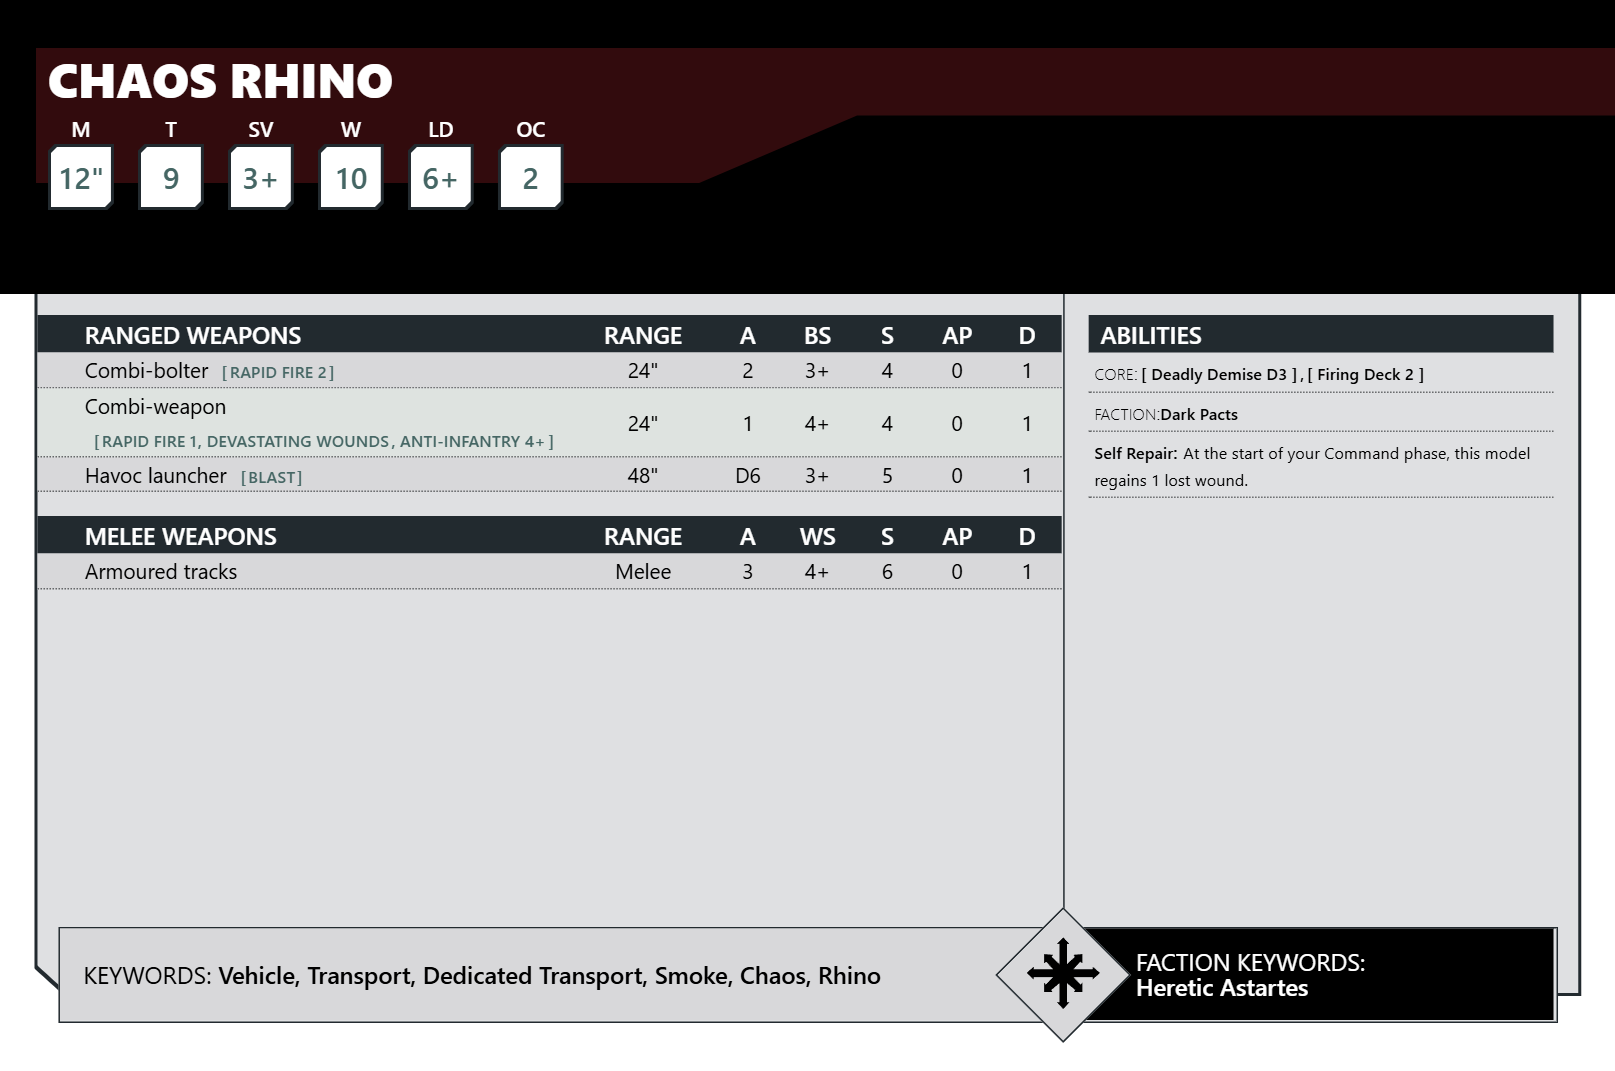 CHAOS RHINO
M T SV W LD OC
12" 9 3+ 10 6+ 2
RANGED WEAPONS RANGE A BS S AP D
Combi-bolter [RAPID FIRE 2] 24" 2 3+ 4 0 1
Combi-weapon
[RAPID FIRE 1, DEVASTATING WOUNDS, ANTI-INFANTRY 4+] 24" 1 4+ 4 0 1
Havoc launcher [BLAST] 48" D6 3+ 5 0 1
MELEE WEAPONS RANGE A WS S AP D
Armoured tracks Melee 3 4+ 6 0 1
ABILITIES
CORE: [ Deadly Demise D3 ] , [ Firing Deck 2 ]
FACTION:Dark Pacts
Self Repair: At the start of your Command phase, this model
regains 1 lost wound.
KEYWORDS: Vehicle, Transport, Dedicated Transport, Smoke, Chaos, Rhino
FACTION KEYWORDS:
Heretic Astartes